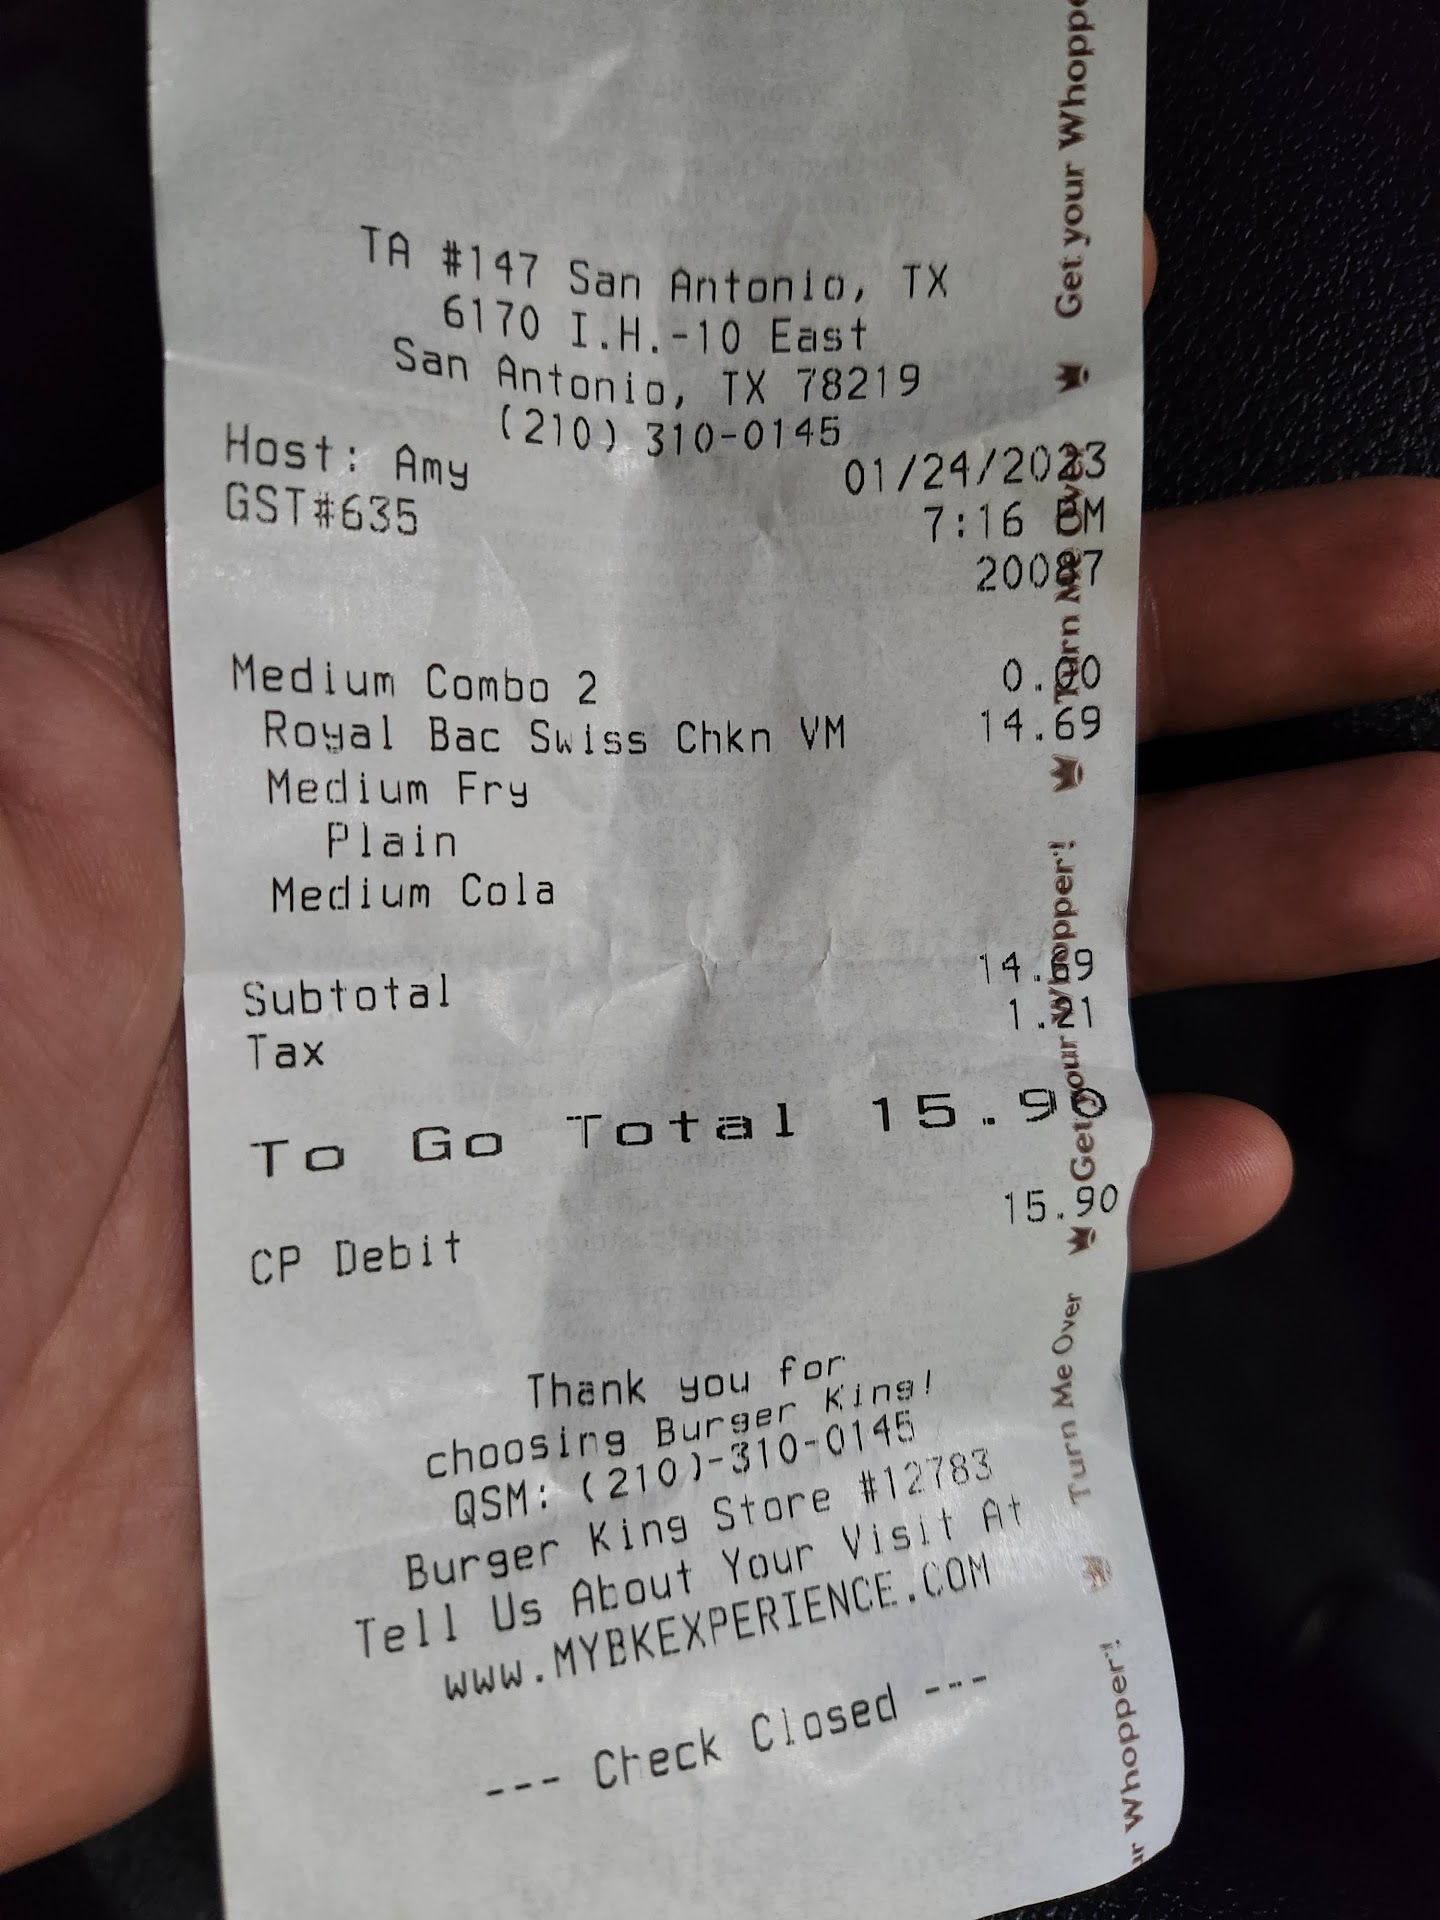 TA #147 San Antonio, TX
6170 I.H.-10 East
San Antonio, TX 78219
(210) 310-0145
Host: Amy 01/24/2023
GST#635 7:16 PM
20087
Medium Combo 2 0.00
Royal Bac Swiss Chkn VM 14.69
Medium Fry
Plain
Medium Cola
Subtotal 14.69
Tax 1.21
To Go Total 15.90
CP Debit 15.90
Thank you for
choosing Burger King!
QSM: (210)-310-0145
Burger King Store #12783
Tell Us About Your Visit At
www.MYBKEXPERIENCE.COM
--- Check Closed ---
Get your Whoppe
Turn Me Over
Get your Whopper!
Turn Me Over
ur Whopper!